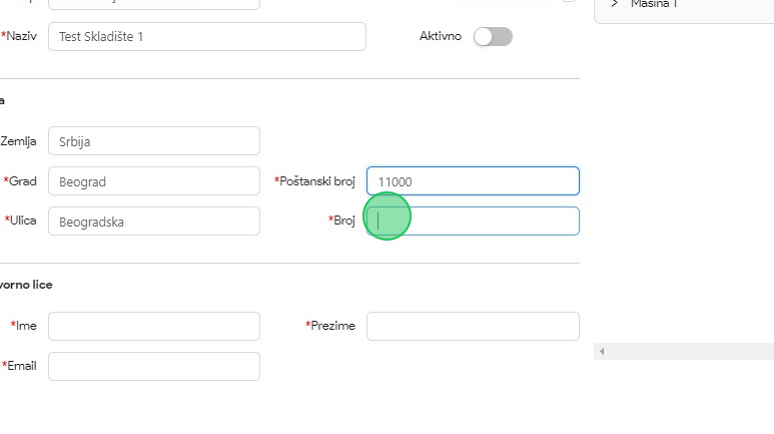 Mašina 1
*Naziv Test Skladište 1 Aktivno
Zemlja Srbija
*Grad Beograd *Poštanski broj 11000
*Ulica Beogradska *Broj
vorno lice
*Ime *Prezime
*Email